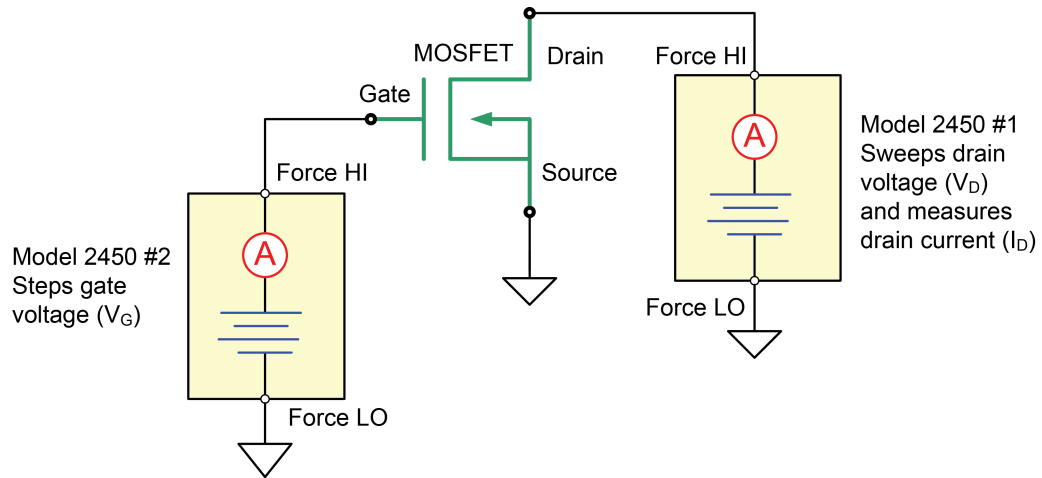 MOSFET
Drain
Gate
Source
Force HI
A
Force LO
Model 2450 #2
Steps gate
voltage (VG)
Force HI
A
Force LO
Model 2450 #1
Sweeps drain
voltage (VD)
and measures
drain current (ID)